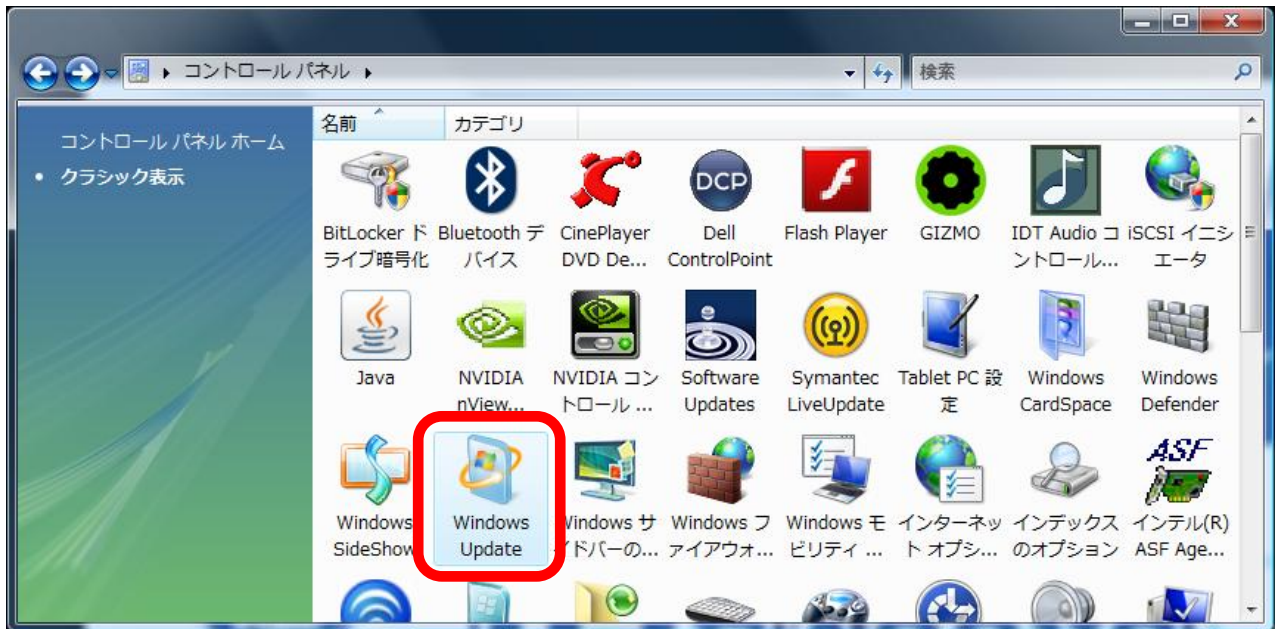 コントロール パネル
検索
コントロール パネル ホーム
クラシック表示
名前 カテゴリ
BitLocker ド Bluetooth デ CinePlayer Dell Flash Player GIZMO IDT Audio コ iSCSI イニシ
ライブ暗号化 バイス DVD De... ControlPoint ントロール... エータ
DCP
Java NVIDIA NVIDIA コン Software Symantec Tablet PC 設 Windows Windows
nView... トロール ... Updates LiveUpdate 定 CardSpace Defender
ASF
Windows Windows Windows サ Windows フ Windows モ インターネッ インデックス インテル(R)
SideShow Update イドバーの... ァイアウォ... ビリティ ... ト オプシ... のオプション ASF Age...